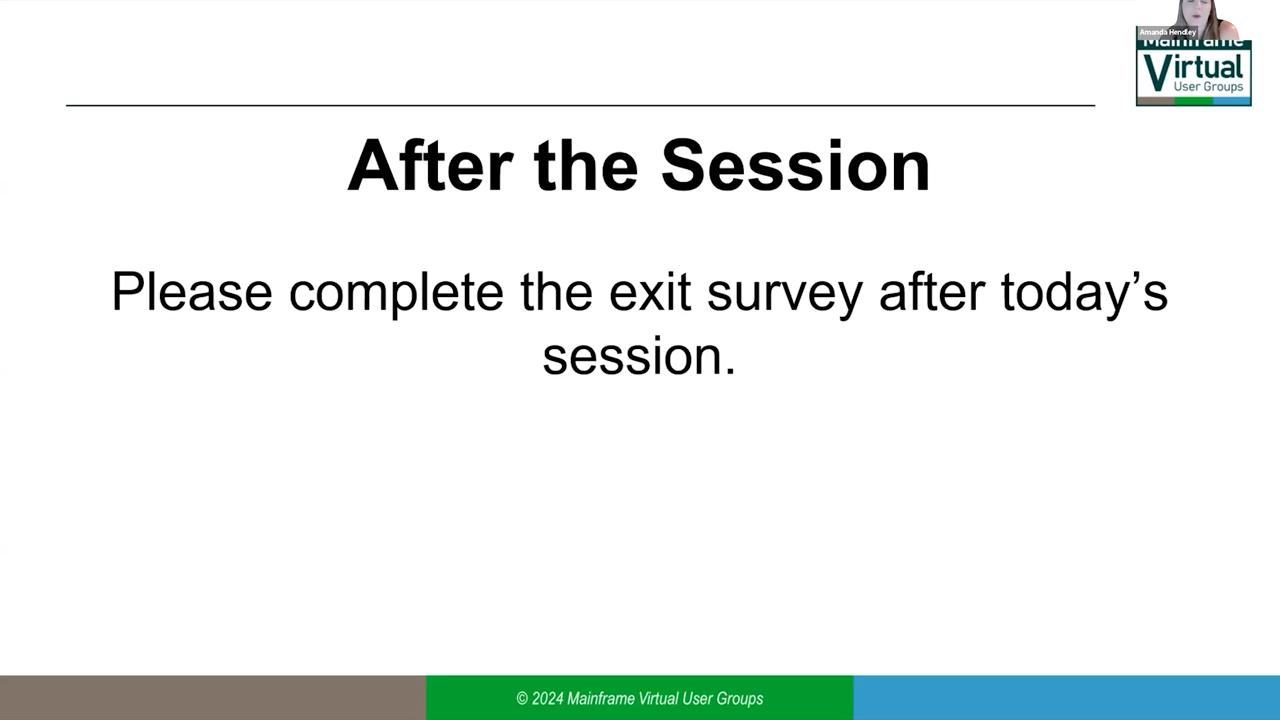 Amanda Hendley
Mainframe
Virtual
User Groups
After the Session
Please complete the exit survey after today’s
session.
© 2024 Mainframe Virtual User Groups